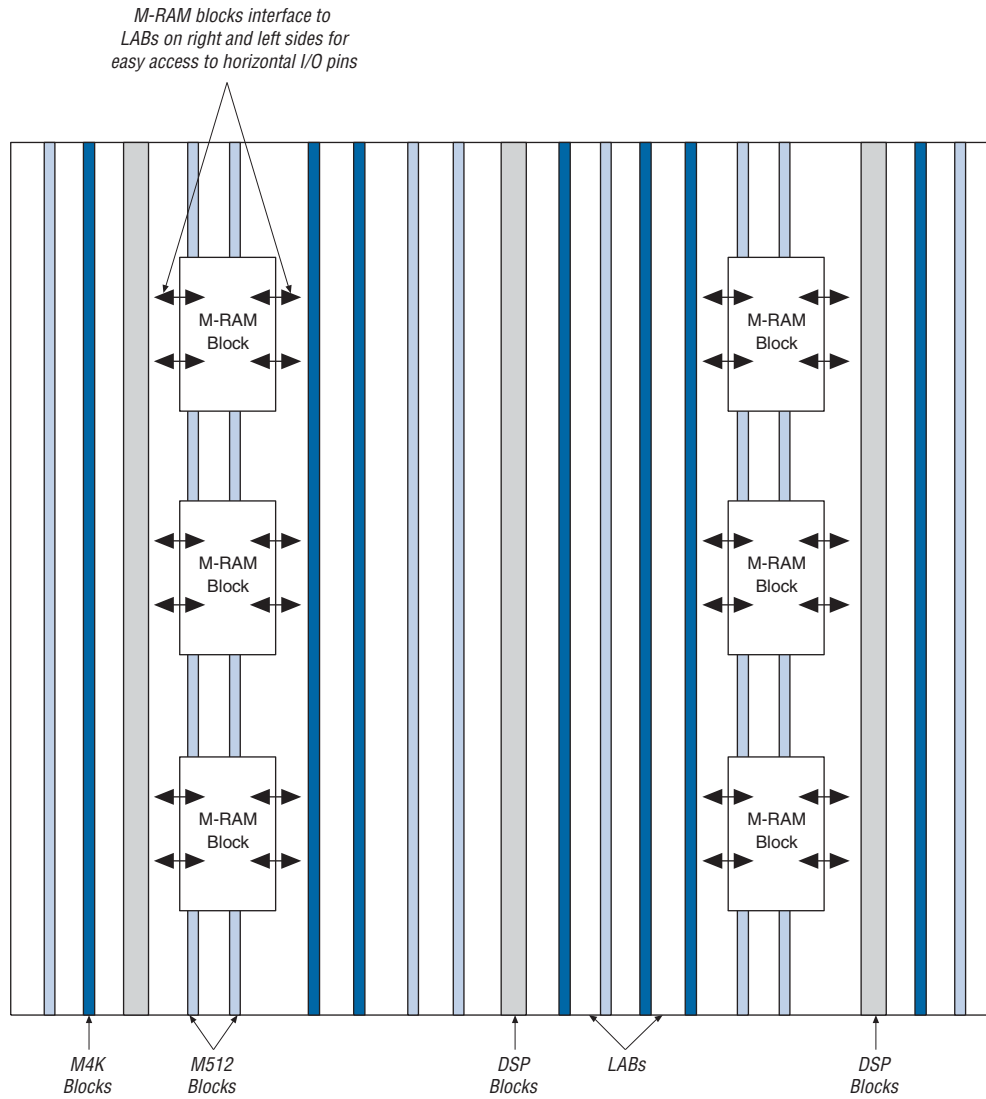 M-RAM blocks interface to
LABs on right and left sides for
easy access to horizontal I/O pins
M-RAM
Block
M-RAM
Block
M-RAM
Block
M-RAM
Block
M-RAM
Block
M-RAM
Block
M4K
Blocks
M512
Blocks
DSP
Blocks
LABs
DSP
Blocks